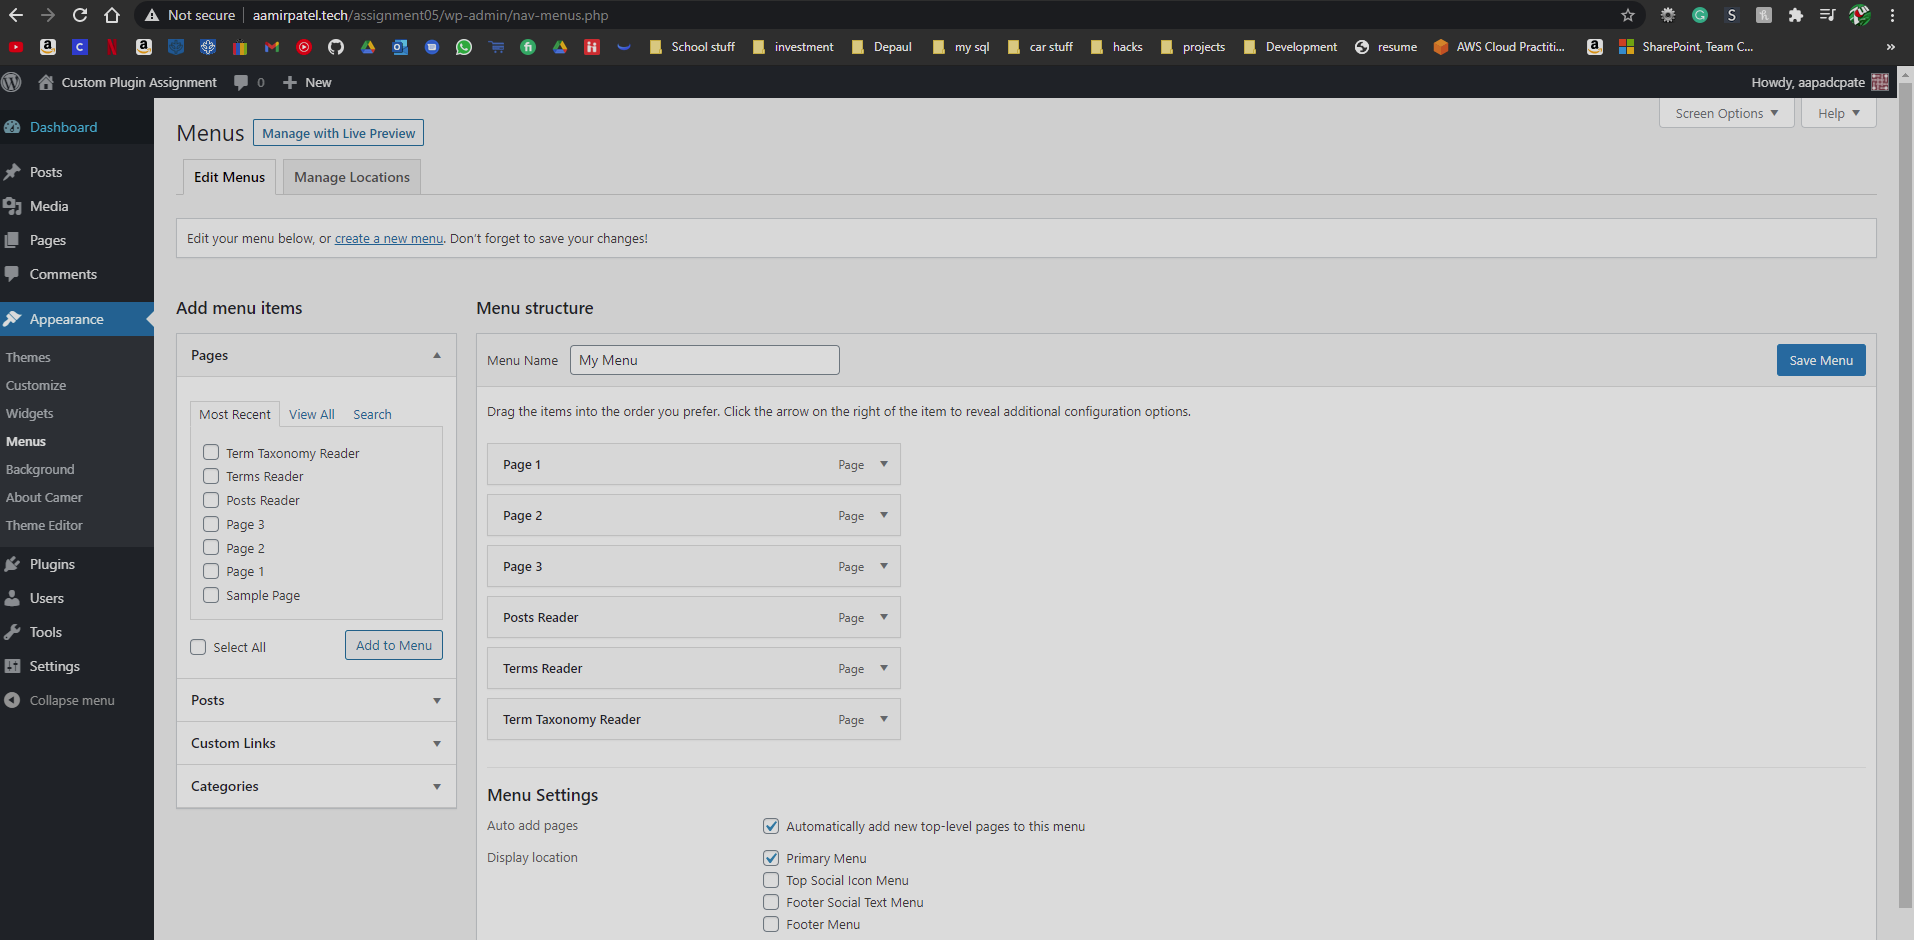 Not secure | aamirpatel.tech/assignment05/wp-admin/nav-menus.php
School stuff investment Depaul my sql car stuff hacks projects Development resume AWS Cloud Practiti... SharePoint, Team C... »
Custom Plugin Assignment 0 + New Howdy, aapadcpate
Dashboard
Posts
Media
Pages
Comments
Appearance
Themes
Customize
Widgets
Menus
Background
About Camer
Theme Editor
Plugins
Users
Tools
Settings
Collapse menu
Screen Options Help
Menus Manage with Live Preview
Edit Menus Manage Locations
Edit your menu below, or create a new menu. Don't forget to save your changes!
Add menu items
Pages
Most Recent View All Search
Term Taxonomy Reader
Terms Reader
Posts Reader
Page 3
Page 2
Page 1
Sample Page
Select All Add to Menu
Posts
Custom Links
Categories
Menu structure
Menu Name My Menu Save Menu
Drag the items into the order you prefer. Click the arrow on the right of the item to reveal additional configuration options.
Page 1 Page
Page 2 Page
Page 3 Page
Posts Reader Page
Terms Reader Page
Term Taxonomy Reader Page
Menu Settings
Auto add pages Automatically add new top-level pages to this menu
Display location Primary Menu
Top Social Icon Menu
Footer Social Text Menu
Footer Menu